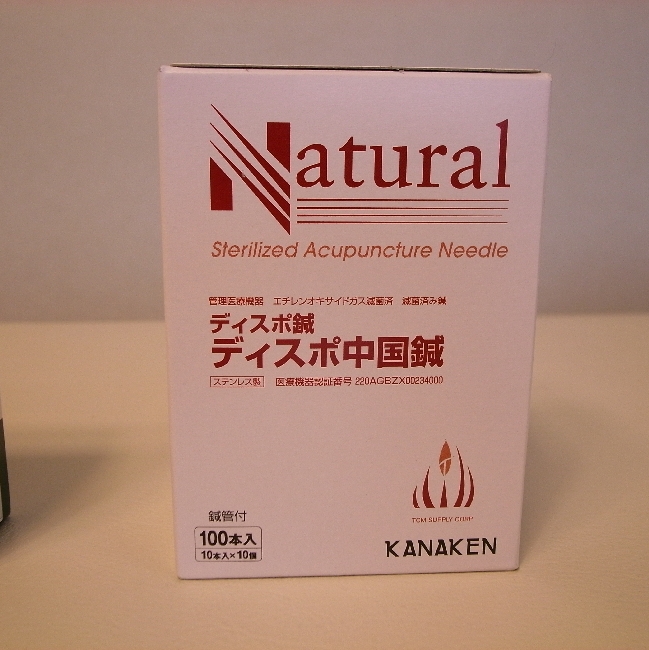 Natural
Sterilized Acupuncture Needle
管理医療機器 エチレンオキサイドガス滅菌済 滅菌済み鍼
ディスポ鍼
ディスポ中国鍼
ステンレス製 医療機器認証番号 220AGBZX00234000
TCM SUPPLY CORP
鍼管付
100本入
10本入×10個
KANAKEN